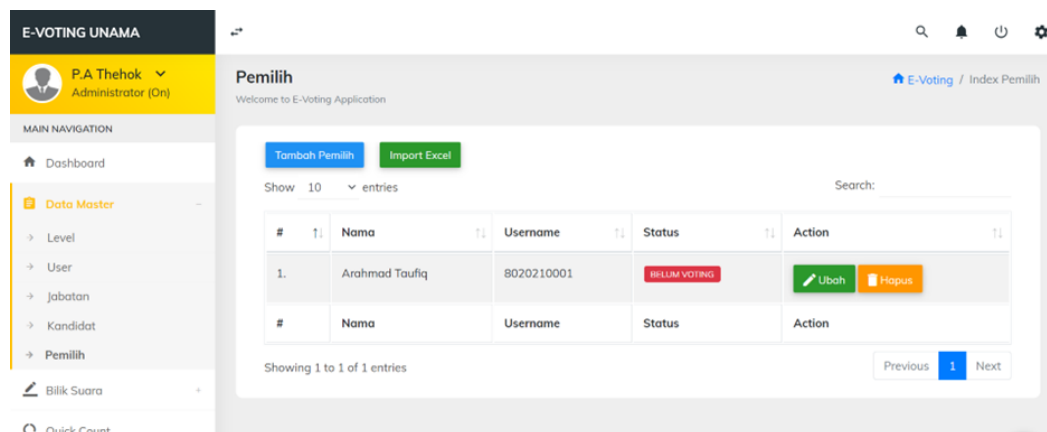 E-VOTING UNAMA
P.A Thehok
Administrator (On)
MAIN NAVIGATION
Dashboard
Data Master
Level
User
Jabatan
Kandidat
Pemilih
Bilik Suara
Quick Count
Pemilih
Welcome to E-Voting Application
E-Voting / Index Pemilih
Tambah Pemilih Import Excel
Show 10 entries
Search:
# Nama Username Status Action
1. Arahmad Taufiq 8020210001 BELUM VOTING Ubah Hapus
# Nama Username Status Action
Showing 1 to 1 of 1 entries
Previous 1 Next